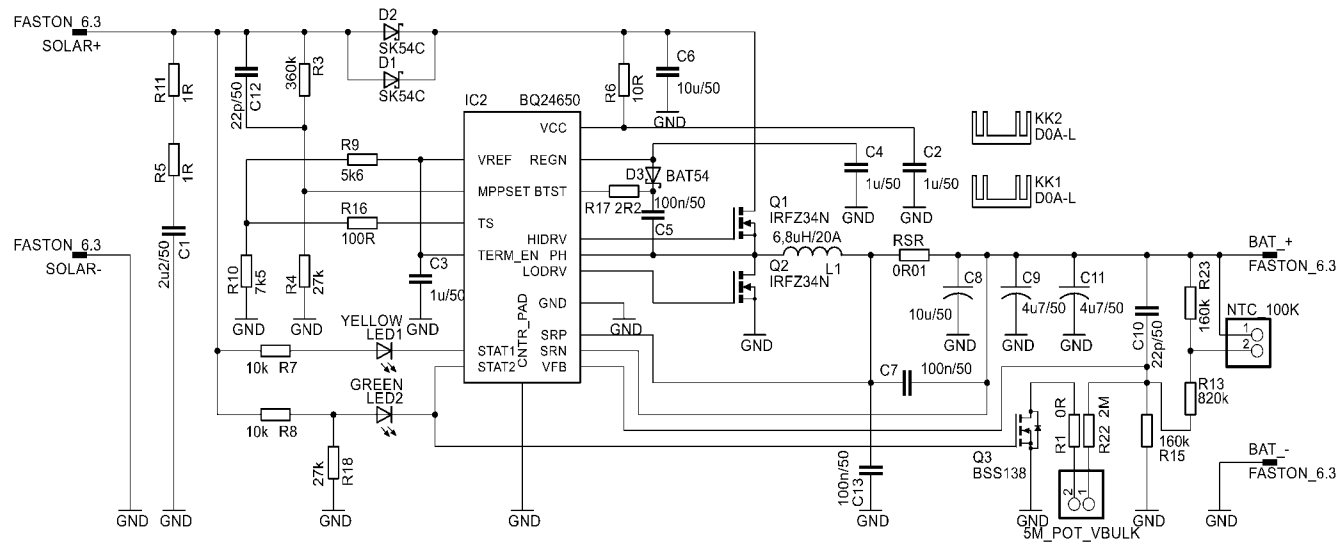 FASTON_6.3
SOLAR+
D2
SK54C
D1
SK54C
R11
1R
22p/50
C12
360k
R3
R6
10R
C6
10u/50
GND
IC2
BQ24650
VCC
KK2
D0A-L
R5
1R
R9
5k6
VREF
REGN
D3
BAT54
C4
1u/50
C2
1u/50
MPPSET
BTST
R17
2R2
100n/50
C5
KK1
D0A-L
GND
GND
R16
100R
TS
Q1
IRFZ34N
HIDRV
6,8uH/20A
L1
FASTON_6.3
SOLAR-
2u2/50
C1
TERM_EN
PH
LODRV
Q2
IRFZ34N
RSR
0R01
BAT_+
FASTON_6.3
R10
7k5
R4
27k
C3
1u/50
C8
10u/50
C9
4u7/50
C11
4u7/50
R23
160k
GND
GND
GND
GND
GND
CNTR_PAD
SRP
SRN
VFB
GND
GND
GND
GND
C10
22p/50
NTC_100K
1
2
YELLOW
LED1
STAT1
10k
R7
C7
100n/50
GREEN
LED2
STAT2
10k
R8
R13
820k
27k
R18
R1
0R
R22
2M
160k
R15
Q3
BSS138
100n/50
C13
2
1
BAT_-
FASTON_6.3
GND
GND
GND
GND
GND
GND
GND
GND
5M_POT_VBULK